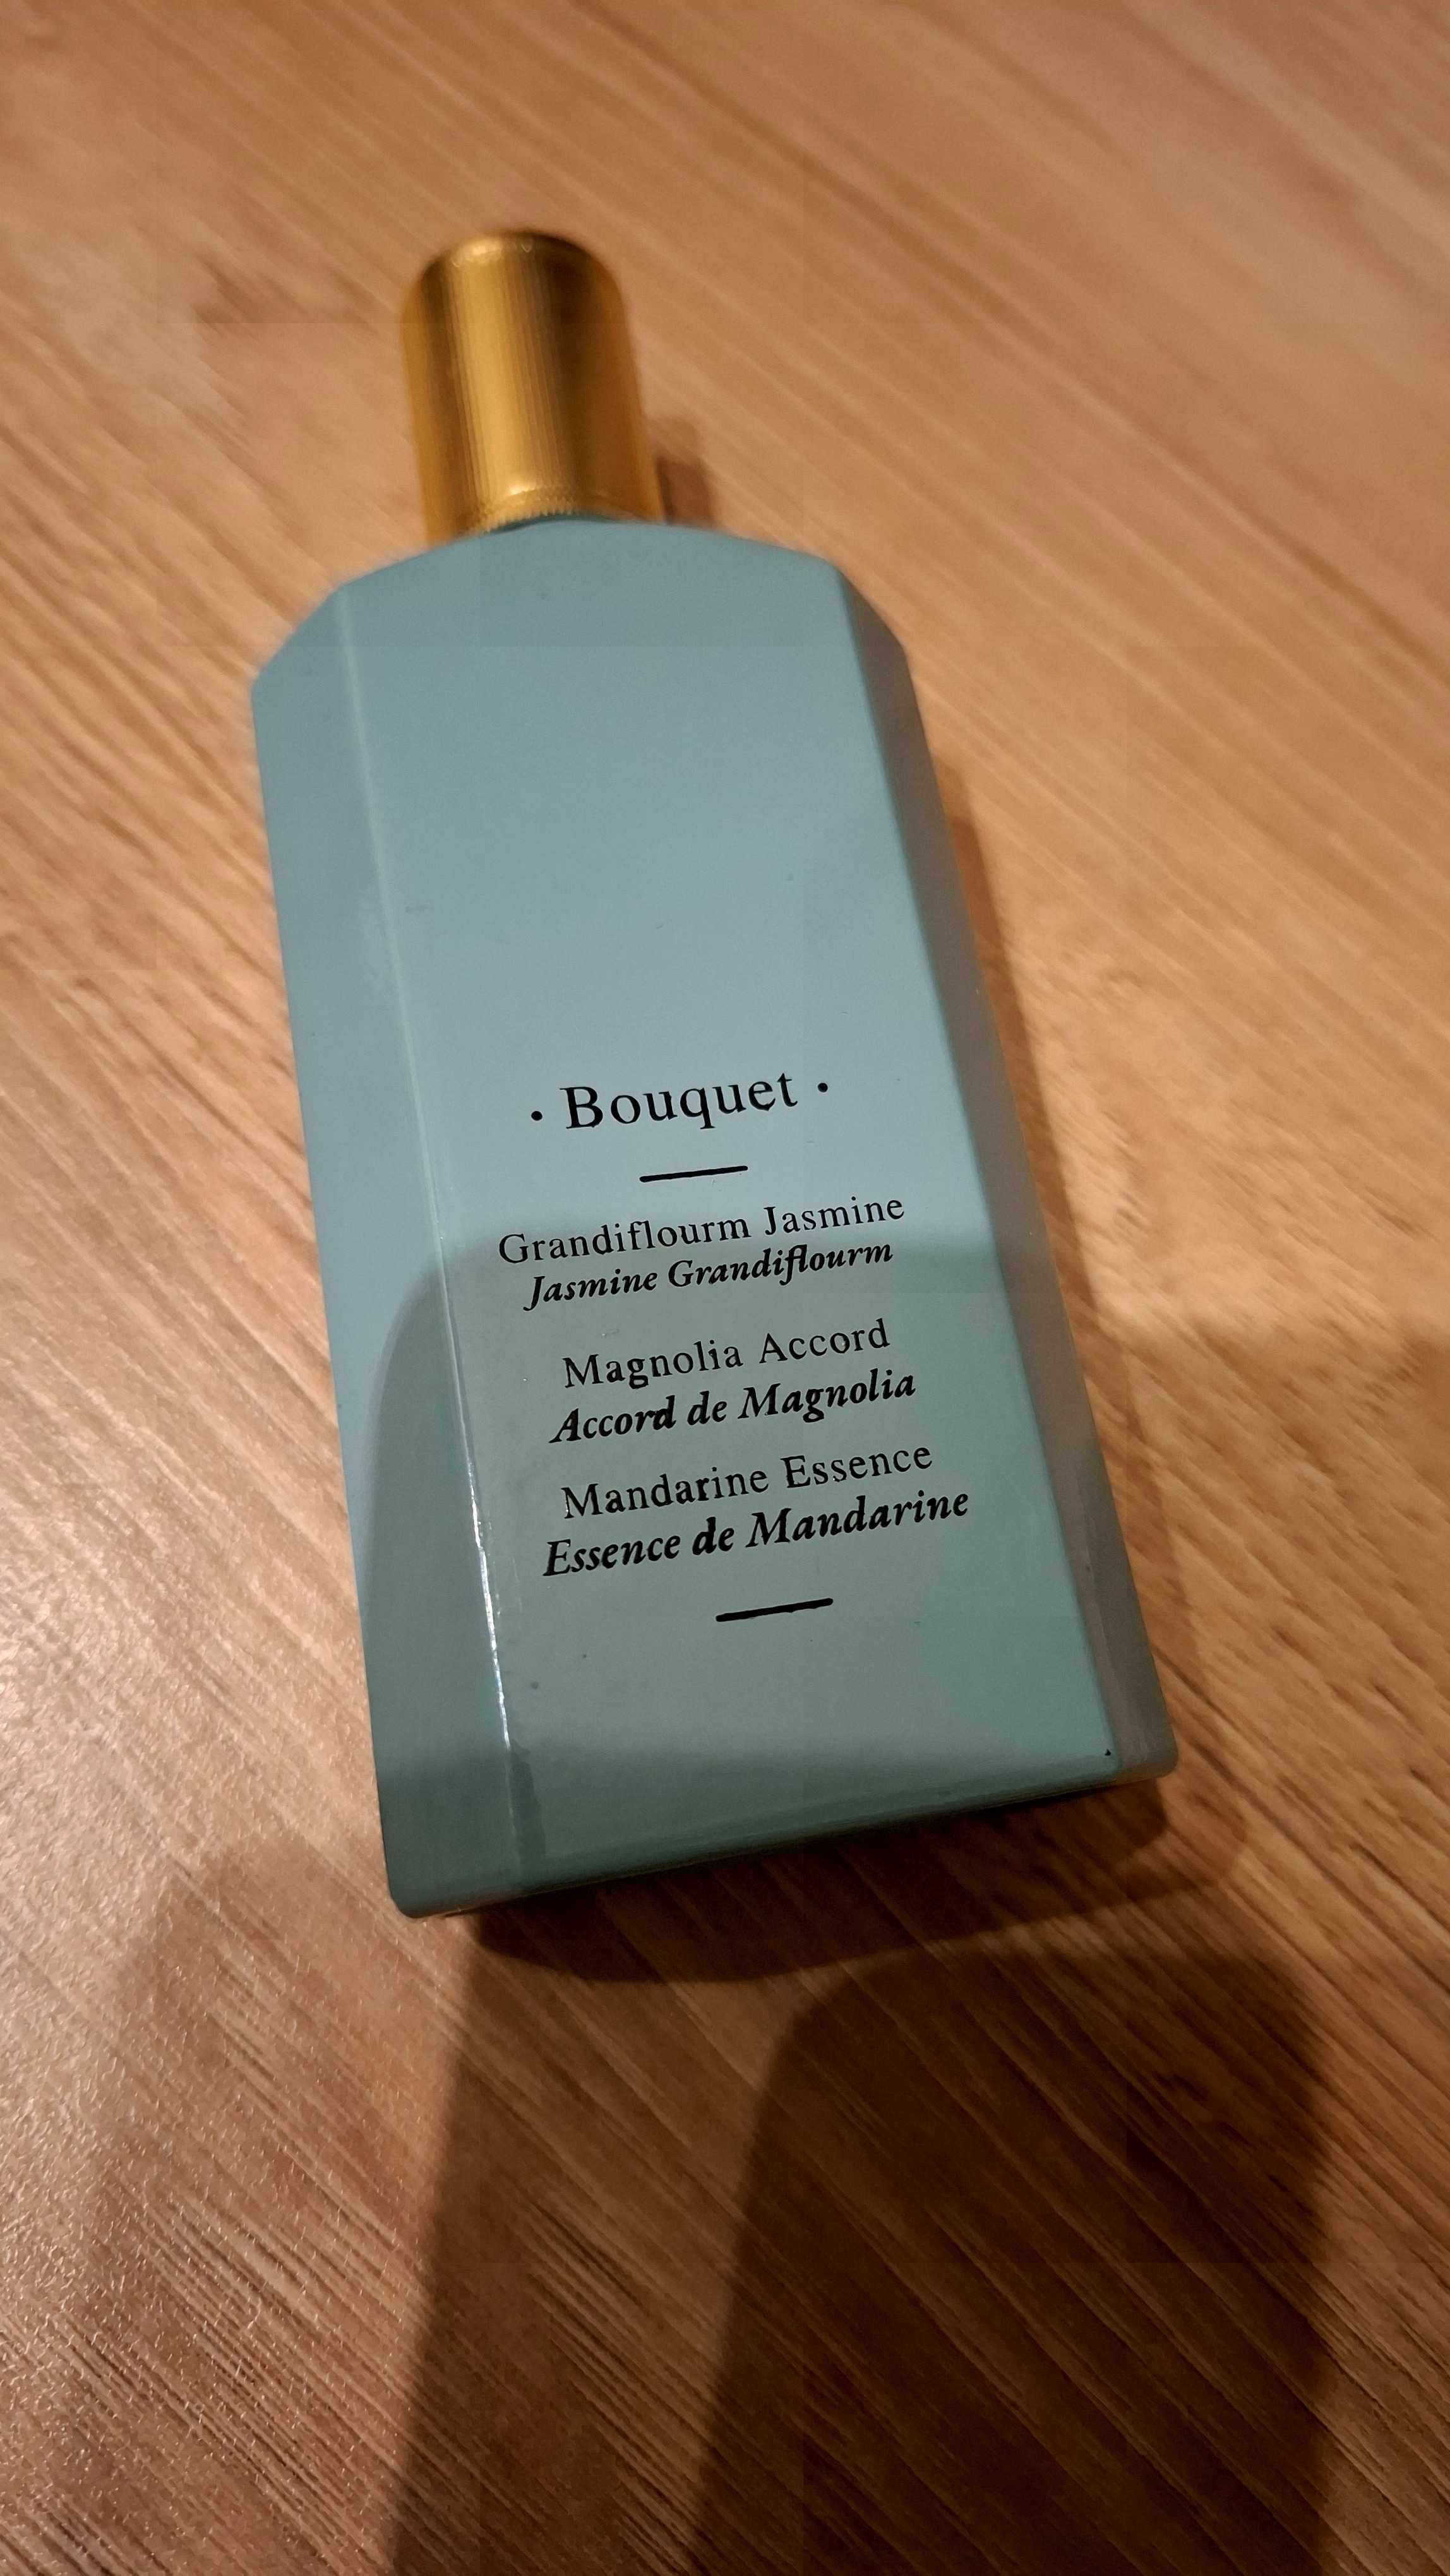 · Bouquet ·
Grandiflourm Jasmine
Jasmine Grandiflourm
Magnolia Accord
Accord de Magnolia
Mandarine Essence
Essence de Mandarine